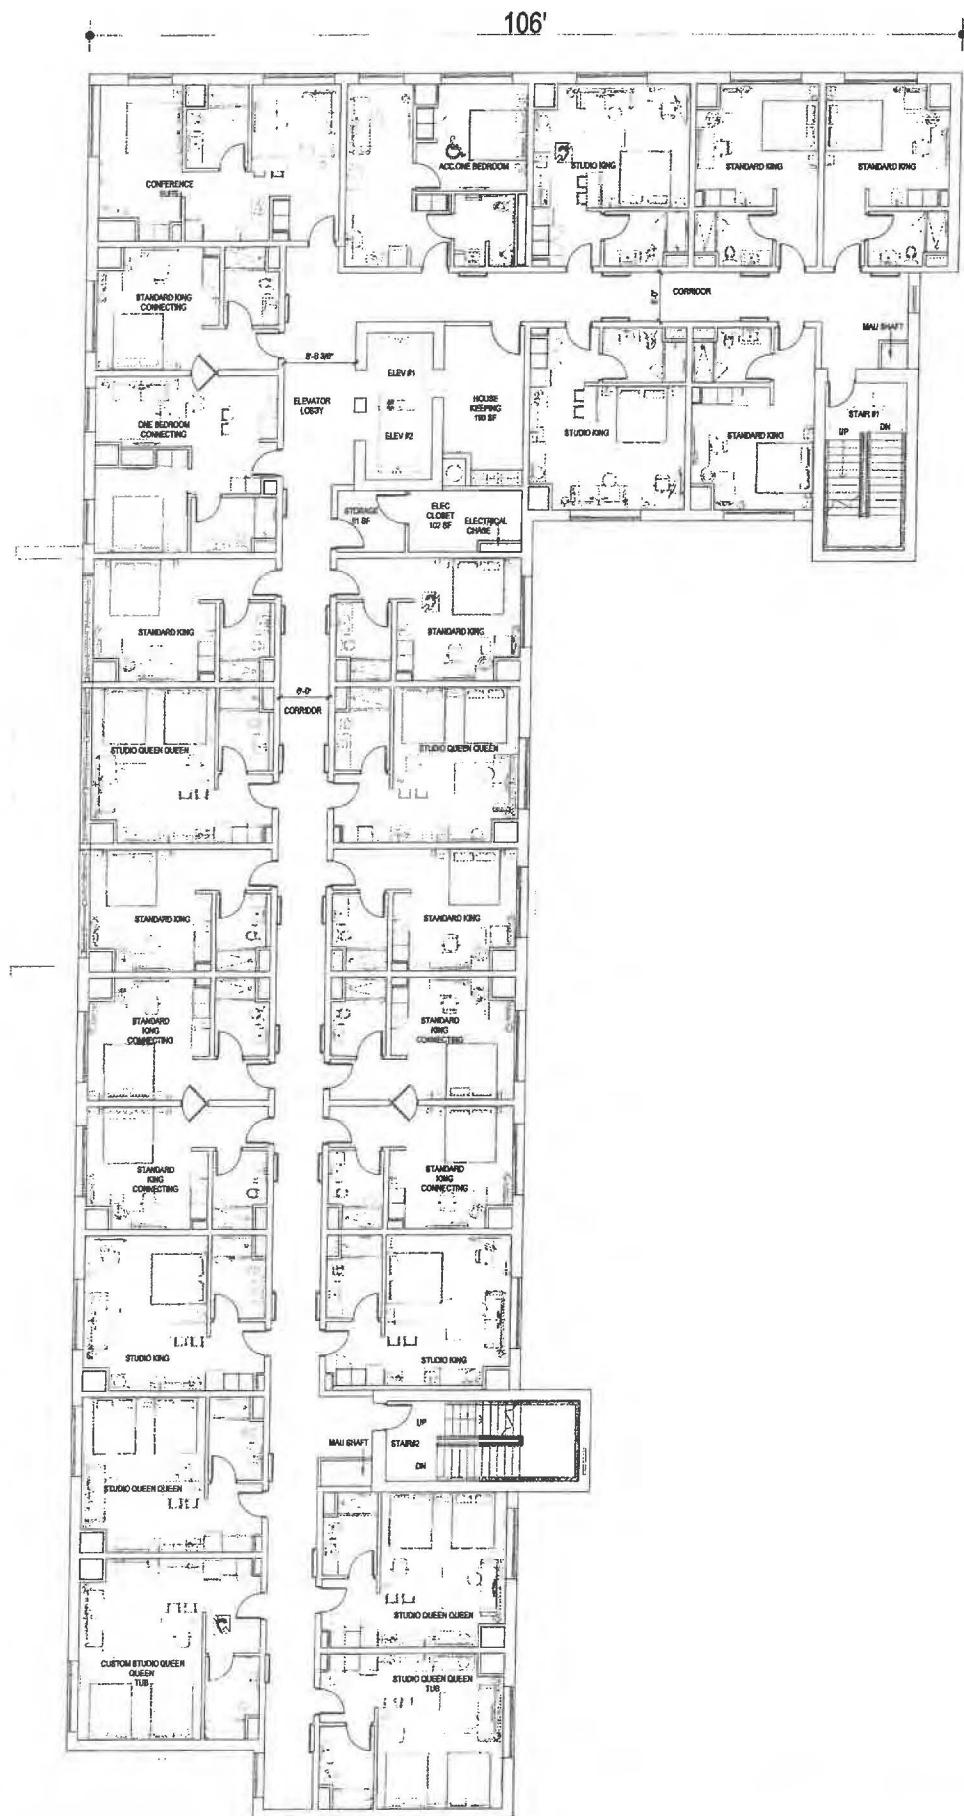 106'
ACC.ONE BEDROOM
STUDIO KING
STANDARD KING
STANDARD KING
CONFERENCE
SUITE
STANDARD KING
CONNECTING
CORRIDOR
6'-0"
MAU SHAFT
ELEV #1
ELEVATOR
LOBBY
ELEV #2
HOUSE
KEEPING
STUDIO KING
STANDARD KING
STAIR #1
UP
DN
ONE BEDROOM
CONNECTING
STORAGE
ELEC
CLOSET
102 SF
ELECTRICAL
CHASE
STANDARD KING
STANDARD KING
6'-0"
CORRIDOR
STUDIO QUEEN QUEEN
STUDIO QUEEN QUEEN
STANDARD KING
STANDARD KING
STANDARD
KING
CONNECTING
STANDARD
KING
CONNECTING
STANDARD
KING
CONNECTING
STANDARD
KING
CONNECTING
STUDIO KING
STUDIO KING
MAU SHAFT
UP
STAIR#2
DN
STUDIO QUEEN QUEEN
STUDIO QUEEN QUEEN
CUSTOM STUDIO QUEEN
QUEEN
TUB
STUDIO QUEEN QUEEN
TUB